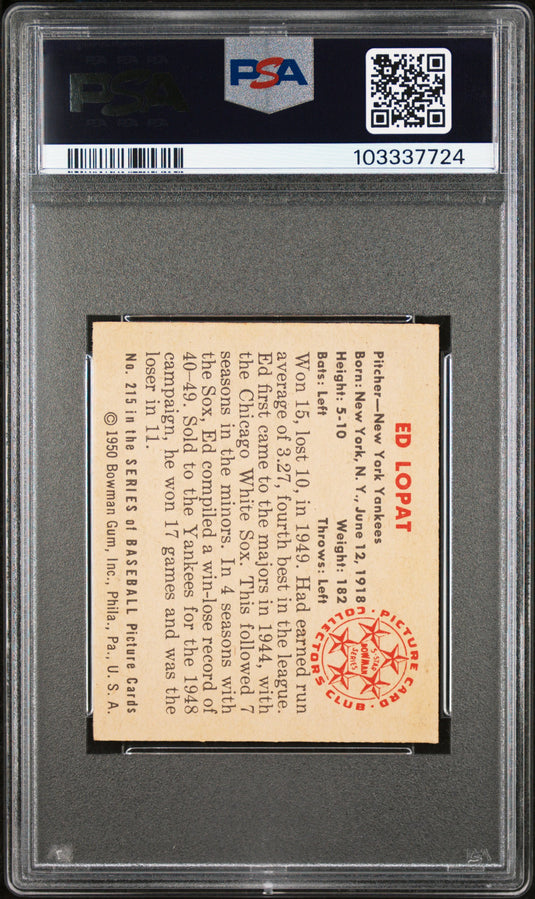 PSA
PSA
103337724
ED LOPAT
Pitcher—New York Yankees
Born: New York, N. Y., June 12, 1918
Height: 5-10 Weight: 182
Bats: Left Throws: Left
Won 15, lost 10, in 1949. Had earned run
average of 3.27, fourth best in the league.
Ed first came to the majors in 1944, with
the Chicago White Sox. This followed 7
seasons in the minors. In 4 seasons with
the Sox, Ed compiled a win-lose record of
40-49. Sold to the Yankees for the 1948
campaign, he won 17 games and was the
loser in 11.
PICTURE CARD
COLLECTORS CLUB
5-STAR
BOWMAN
SERIES
No. 215 in the SERIES of BASEBALL Picture Cards
© 1950 Bowman Gum, Inc., Phila., Pa., U. S. A.